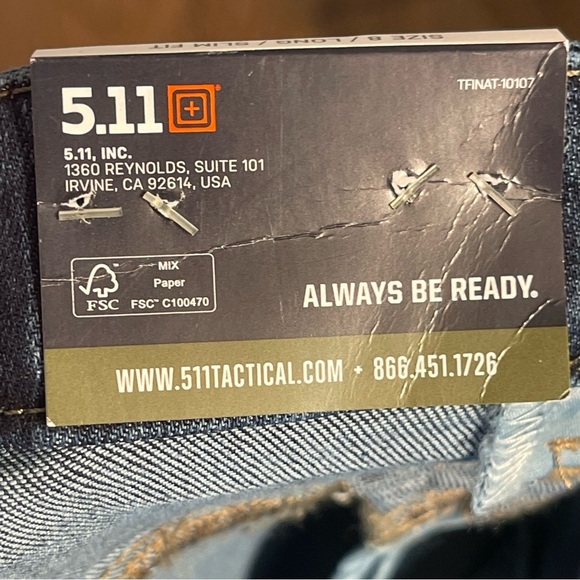 SIZE 8 / LONG / SLIM FIT
5.11
TFINAT-10107
5.11, INC.
1360 REYNOLDS, SUITE 101
IRVINE, CA 92614, USA
FSC
MIX
Paper
FSC™ C100470
ALWAYS BE READY.
WWW.511TACTICAL.COM • 866.451.1726